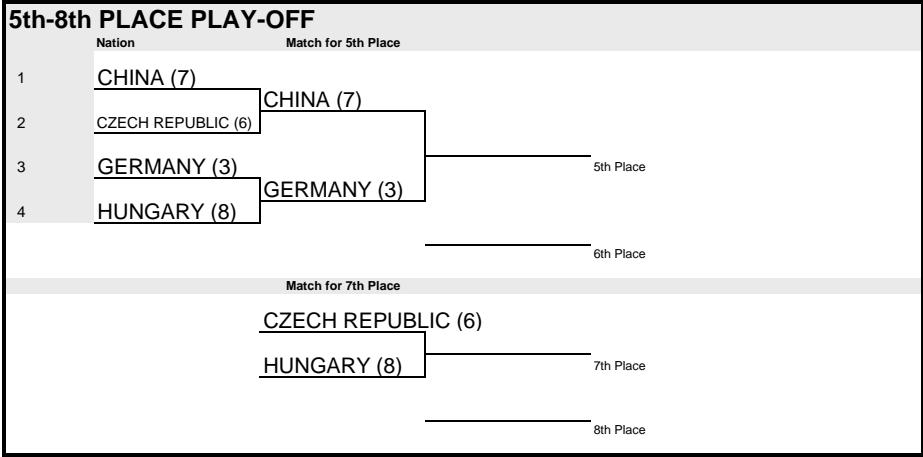 5th-8th PLACE PLAY-OFF
Nation Match for 5th Place
1 CHINA (7)
CHINA (7)
2 CZECH REPUBLIC (6)
3 GERMANY (3) 5th Place
GERMANY (3)
4 HUNGARY (8)
6th Place
Match for 7th Place
CZECH REPUBLIC (6)
HUNGARY (8) 7th Place
8th Place